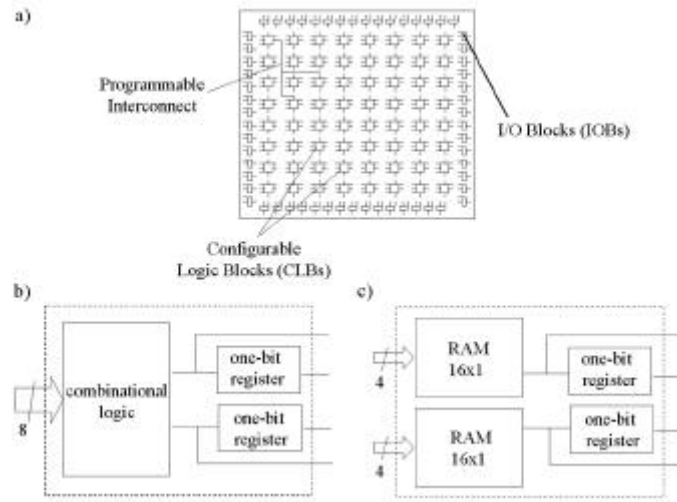 a)
Programmable
Interconnect
I/O Blocks (IOBs)
Configurable
Logic Blocks (CLBs)
b)
combinational
logic
8
one-bit
register
one-bit
register
c)
RAM
16x1
4
one-bit
register
RAM
16x1
4
one-bit
register